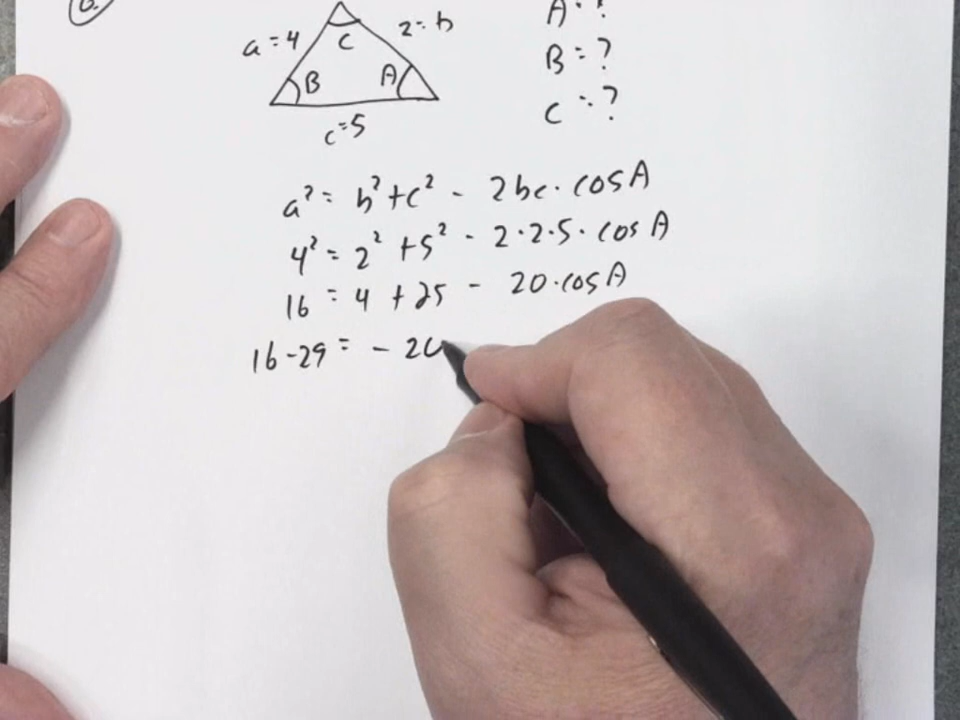 a = 4
2 = b
C
B
A
c = 5
B = ?
C = ?
a² = b² + c² - 2bc · cos A
4² = 2² + 5² - 2·2·5· cos A
16 = 4 + 25 - 20·cos A
16 - 29 = - 20